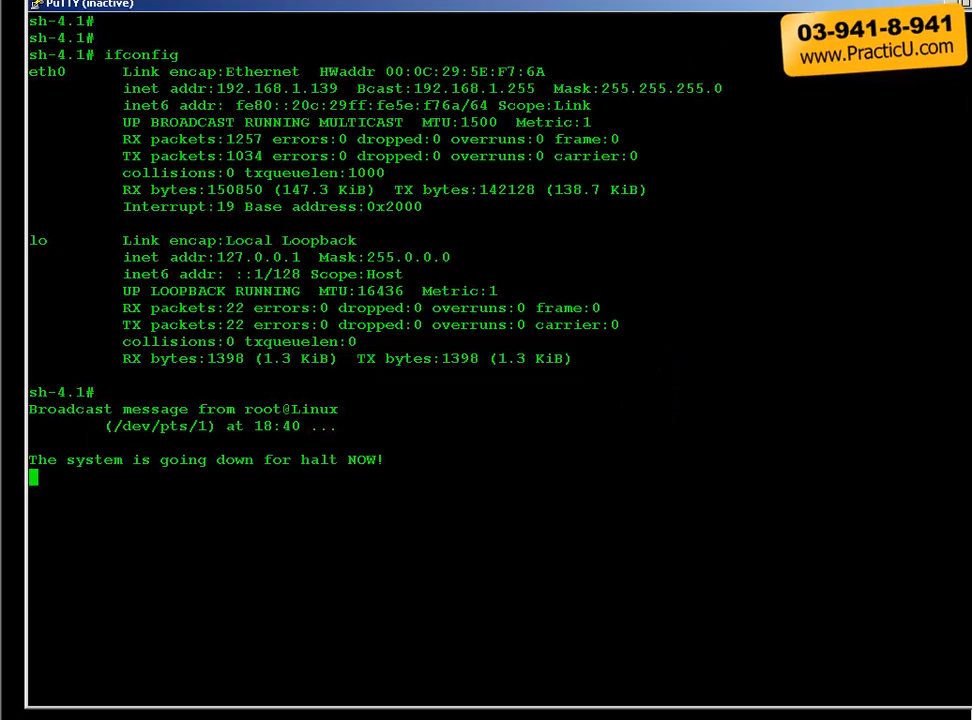 PuTTY (inactive)
03-941-8-941
www.PracticU.com
sh-4.1#
sh-4.1#
sh-4.1# ifconfig
eth0 Link encap:Ethernet HWaddr 00:0C:29:5E:F7:6A
inet addr:192.168.1.139 Bcast:192.168.1.255 Mask:255.255.255.0
inet6 addr: fe80::20c:29ff:fe5e:f76a/64 Scope:Link
UP BROADCAST RUNNING MULTICAST MTU:1500 Metric:1
RX packets:1257 errors:0 dropped:0 overruns:0 frame:0
TX packets:1034 errors:0 dropped:0 overruns:0 carrier:0
collisions:0 txqueuelen:1000
RX bytes:150850 (147.3 KiB) TX bytes:142128 (138.7 KiB)
Interrupt:19 Base address:0x2000
lo Link encap:Local Loopback
inet addr:127.0.0.1 Mask:255.0.0.0
inet6 addr: ::1/128 Scope:Host
UP LOOPBACK RUNNING MTU:16436 Metric:1
RX packets:22 errors:0 dropped:0 overruns:0 frame:0
TX packets:22 errors:0 dropped:0 overruns:0 carrier:0
collisions:0 txqueuelen:0
RX bytes:1398 (1.3 KiB) TX bytes:1398 (1.3 KiB)
sh-4.1#
Broadcast message from root@Linux
(/dev/pts/1) at 18:40 ...
The system is going down for halt NOW!